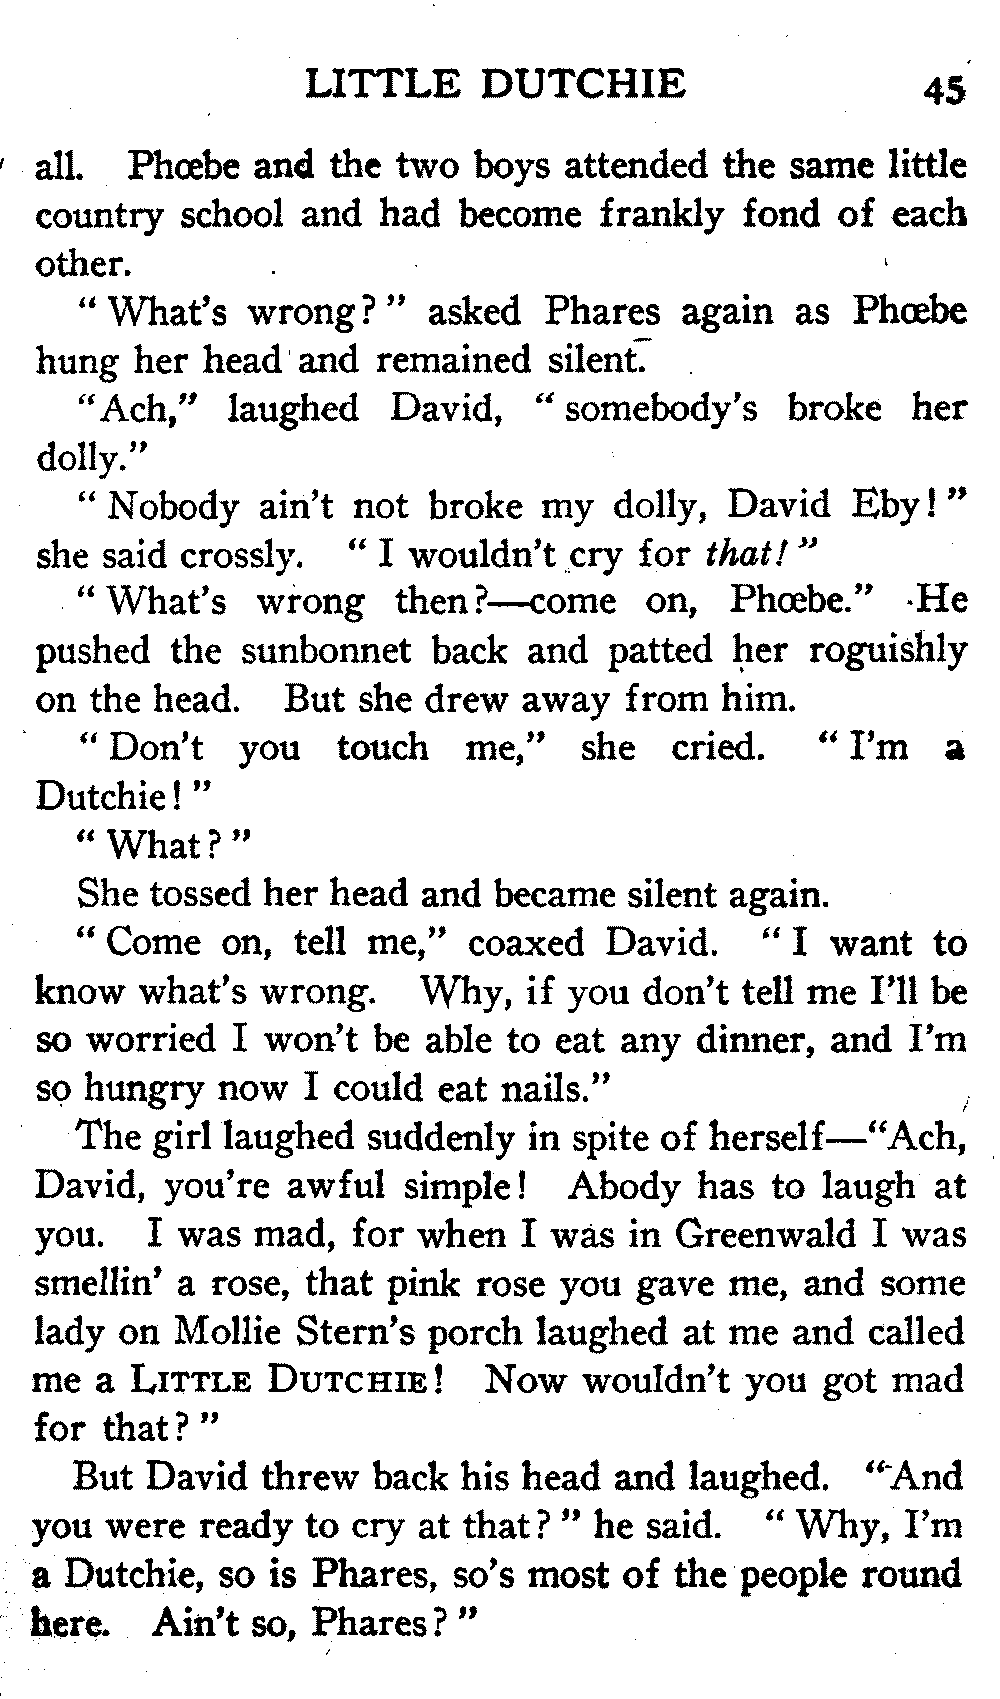 LITTLE DUTCHIE 45
all. Phœbe and the two boys attended the same little
country school and had become frankly fond of each
other.
"What's wrong?" asked Phares again as Phœbe
hung her head and remained silent.
"Ach," laughed David, "somebody's broke her
dolly."
"Nobody ain't not broke my dolly, David Eby!"
she said crossly. "I wouldn't cry for that!"
"What's wrong then?—come on, Phœbe." He
pushed the sunbonnet back and patted her roguishly
on the head. But she drew away from him.
"Don't you touch me," she cried. "I'm a
Dutchie!"
"What?"
She tossed her head and became silent again.
"Come on, tell me," coaxed David. "I want to
know what's wrong. Why, if you don't tell me I'll be
so worried I won't be able to eat any dinner, and I'm
so hungry now I could eat nails."
The girl laughed suddenly in spite of herself—"Ach,
David, you're awful simple! Abody has to laugh at
you. I was mad, for when I was in Greenwald I was
smellin' a rose, that pink rose you gave me, and some
lady on Mollie Stern's porch laughed at me and called
me a LITTLE DUTCHIE! Now wouldn't you got mad
for that?"
But David threw back his head and laughed. "And
you were ready to cry at that?" he said. "Why, I'm
a Dutchie, so is Phares, so's most of the people round
here. Ain't so, Phares?"